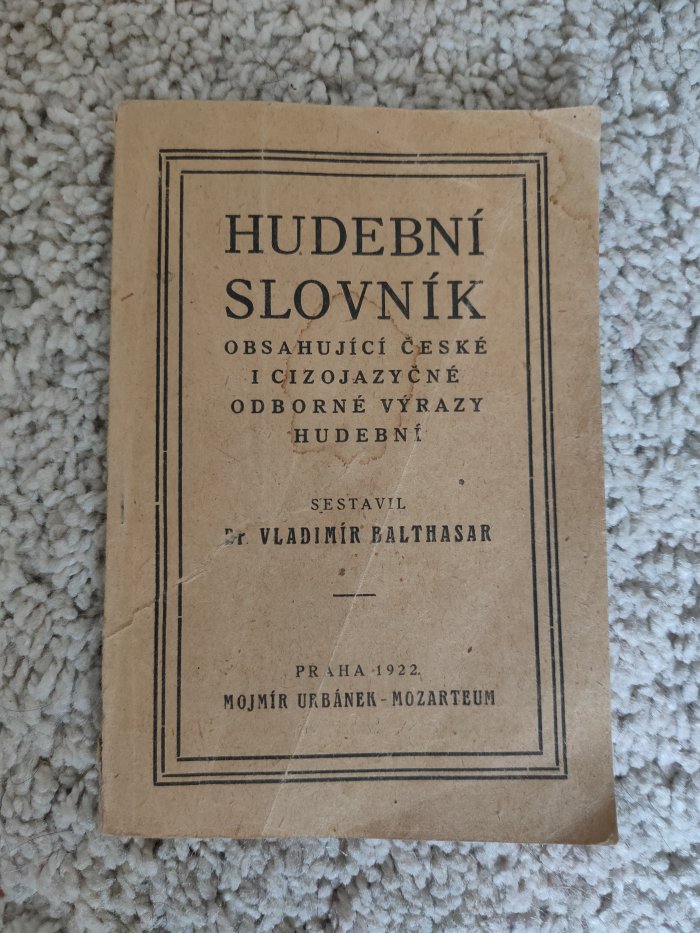 HUDEBNÍ
SLOVNÍK
OBSAHUJÍCÍ ČESKÉ
I CIZOJAZYČNÉ
ODBORNÉ VÝRAZY
HUDEBNÍ
SESTAVIL
Dr. VLADIMÍR BALTHASAR
PRAHA 1922.
MOJMÍR URBÁNEK - MOZARTEUM